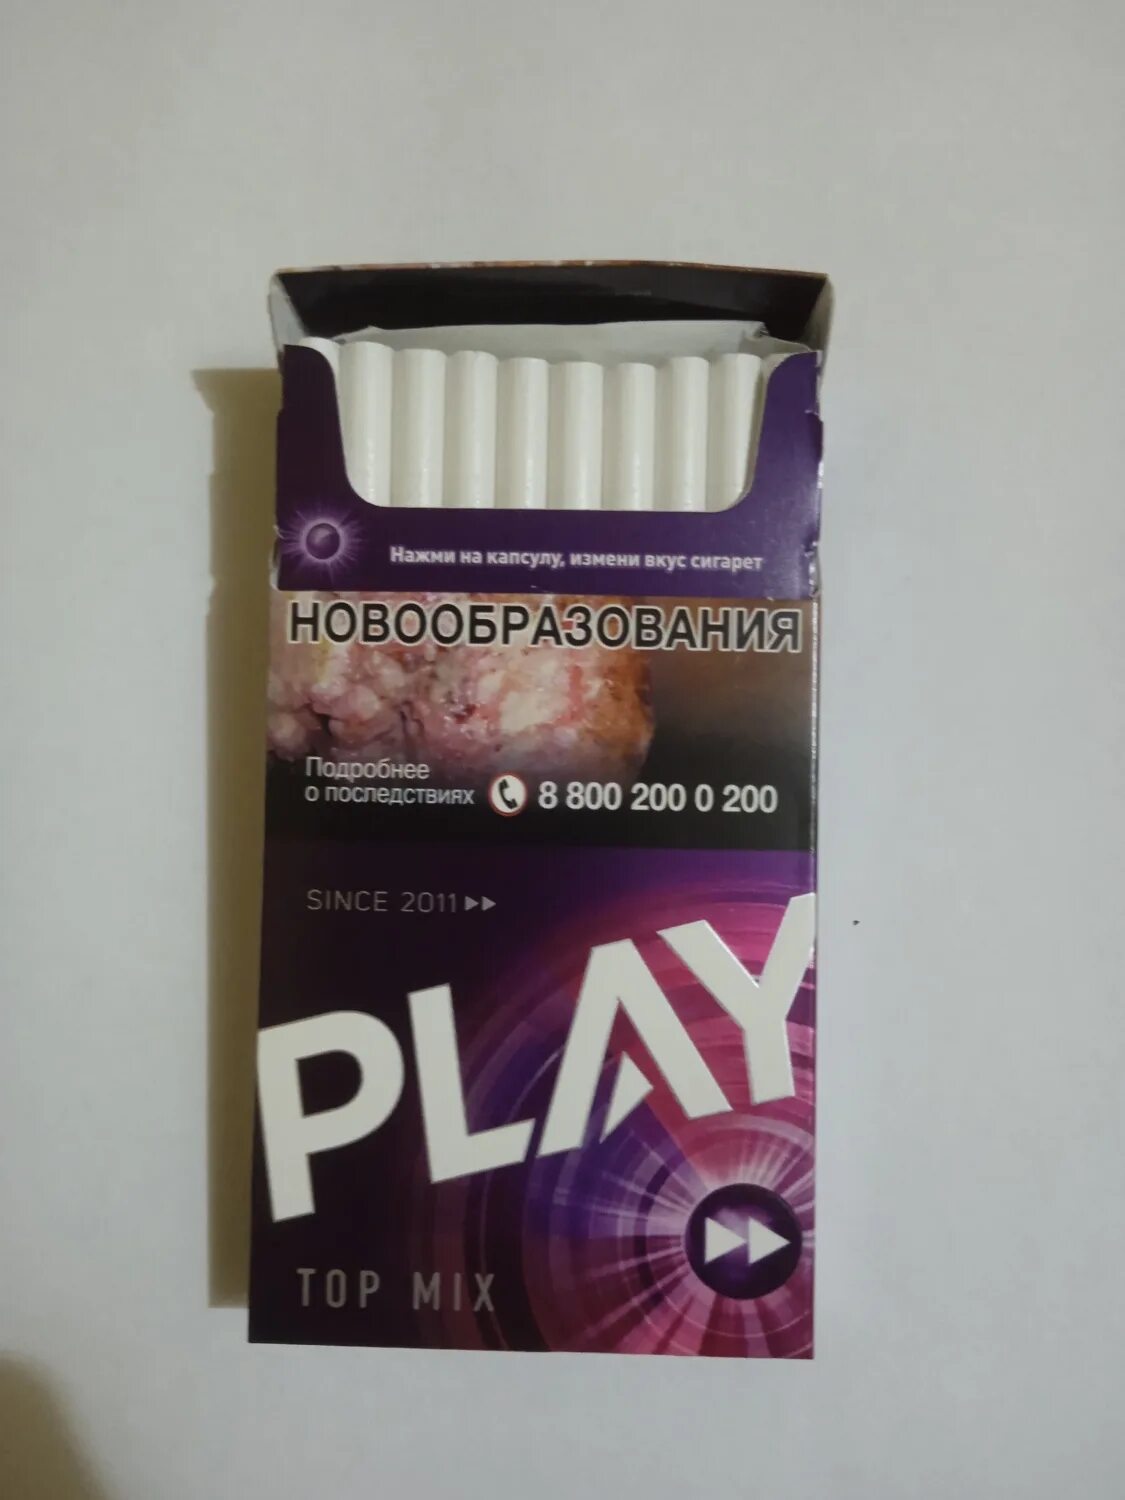 Нажми на капсулу, измени вкус сигарет
НОВООБРАЗОВАНИЯ
Подробнее
о последствиях 8 800 200 0 200
SINCE 2011
PLAY
TOP MIX